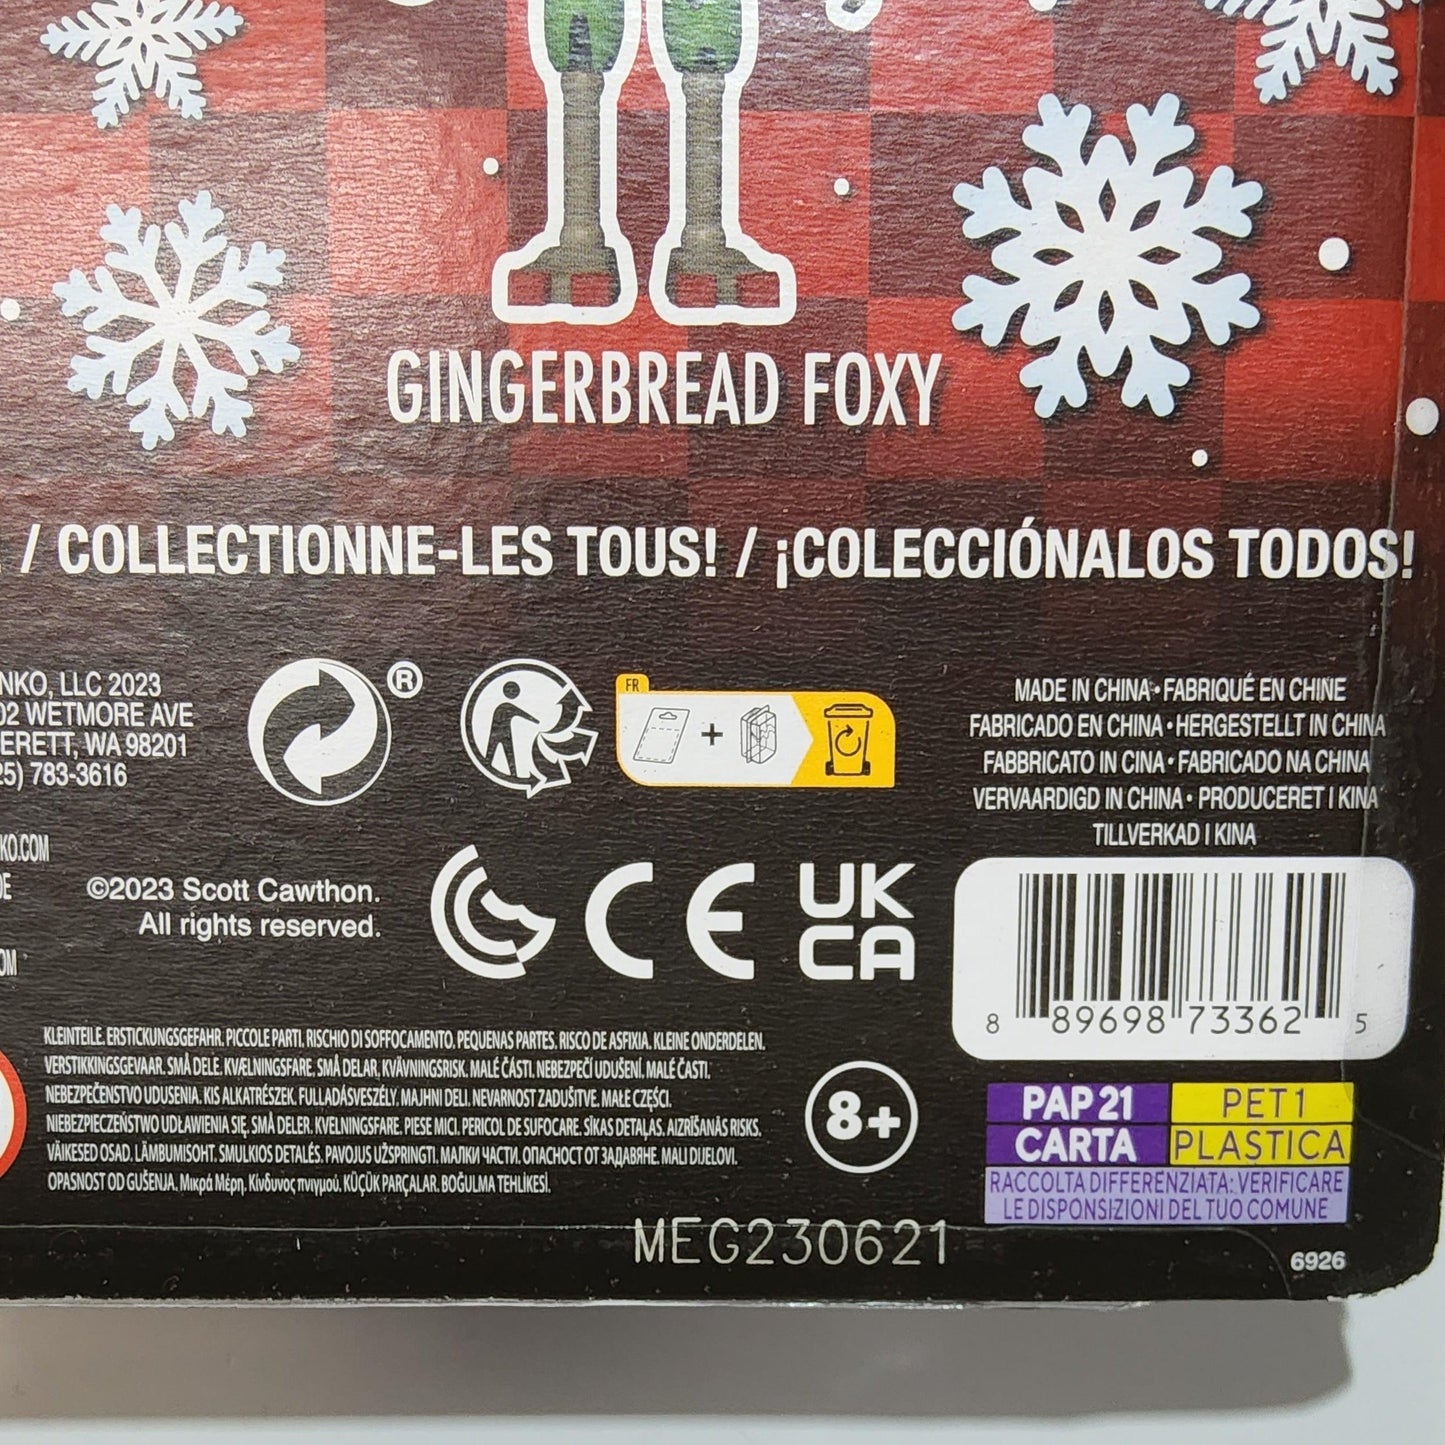 GINGERBREAD FOXY
/ COLLECTIONNE-LES TOUS! / ¡COLECCIÓNALOS TODOS!
NKO, LLC 2023
02 WETMORE AVE
ERETT, WA 98201
25) 783-3616
®
FR
+
MADE IN CHINA • FABRIQUÉ EN CHINE
FABRICADO EN CHINA • HERGESTELLT IN CHINA
FABBRICATO IN CINA • FABRICADO NA CHINA
VERVAARDIGD IN CHINA • PRODUCERET I KINA
TILLVERKAD I KINA
KO.COM
DE
OM
©2023 Scott Cawthon.
All rights reserved.
CE
UK
CA
8 89698 73362 5
KLEINTEILE. ERSTICKUNGSGEFAHR. PICCOLE PARTI. RISCHIO DI SOFFOCAMENTO. PEQUENAS PARTES. RISCO DE ASFIXIA. KLEINE ONDERDELEN.
VERSTIKKINGSGEVAAR. SMÅ DELE. KVÆLNINGSFARE. SMÅ DELAR, KVÄVNINGSRISK. MALÉ ČÁSTI. NEBEZPEČÍ UDUŠENÍ. MALÉ ČASTI.
NEBEZPEČENSTVO UDUSENIA. KIS ALKATRÉSZEK. FULLADÁSVESZÉLY. MAJHNI DELI. NEVARNOST ZADUŠITVE. MAŁE CZĘŚCI.
NIEBEZPIECZEŃSTWO UDŁAWIENIA SIĘ. SMÅ DELER. KVELNINGSFARE. PIESE MICI. PERICOL DE SUFOCARE. SĪKAS DETAĻAS. AIZRĪŠANĀS RISKS.
VÄIKESED OSAD. LÄMBUMISOHT. SMULKIOS DETALĖS. PAVOJUS UŽSPRINGTI. МАЛКИ ЧАСТИ. ОПАСНОСТ ОТ ЗАДАВЯНЕ. MALI DIJELOVI.
OPASNOST OD GUŠENJA. Μικρά Μέρη. Κίνδυνος πνιγμού. KÜÇÜK PARÇALAR. BOĞULMA TEHLİKESİ.
8+
PAP 21
CARTA
PET 1
PLASTICA
RACCOLTA DIFFERENZIATA: VERIFICARE
LE DISPONSIZIONI DEL TUO COMUNE
MEG230621
6926